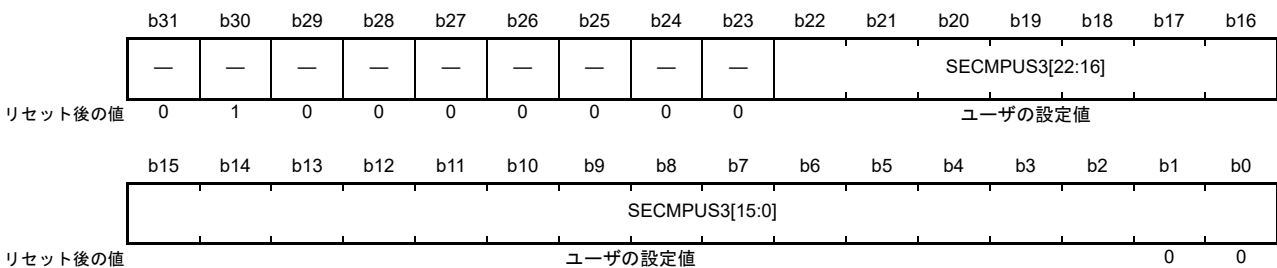 b31 b30 b29 b28 b27 b26 b25 b24 b23 b22 b21 b20 b19 b18 b17 b16
— — — — — — — — — SECMPUS3[22:16]
リセット後の値 0 1 0 0 0 0 0 0 0 ユーザの設定値
b15 b14 b13 b12 b11 b10 b9 b8 b7 b6 b5 b4 b3 b2 b1 b0
SECMPUS3[15:0]
リセット後の値 ユーザの設定値 0 0